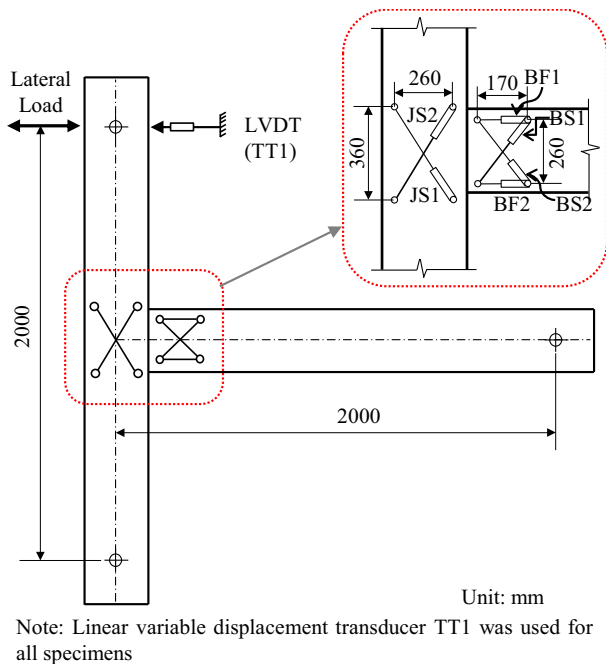 Lateral
Load
2000
LVDT
(TT1)
260
170
BF1
JS2
BS1
360
260
JS1
BF2
BS2
2000
Unit: mm
Note: Linear variable displacement transducer TT1 was used for
all specimens